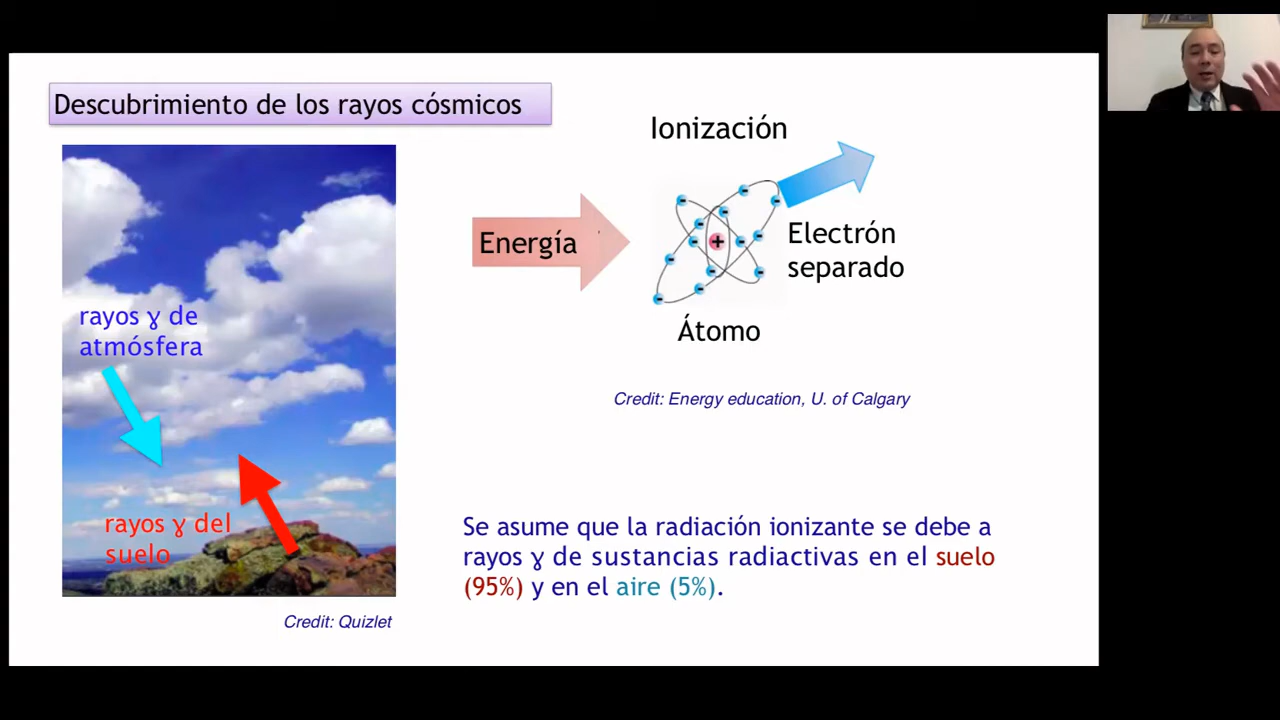 Descubrimiento de los rayos cósmicos
rayos ɣ de
atmósfera
rayos ɣ del
suelo
Credit: Quizlet
Ionización
Energía
+
Electrón
separado
Átomo
Credit: Energy education, U. of Calgary
Se asume que la radiación ionizante se debe a
rayos ɣ de sustancias radiactivas en el suelo
(95%) y en el aire (5%).